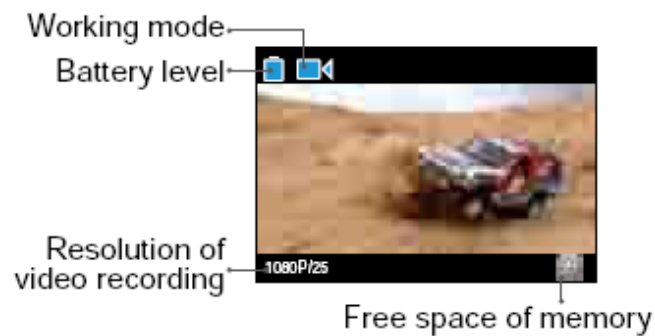 Working mode
Battery level
Resolution of
video recording
1080P/25
Free space of memory